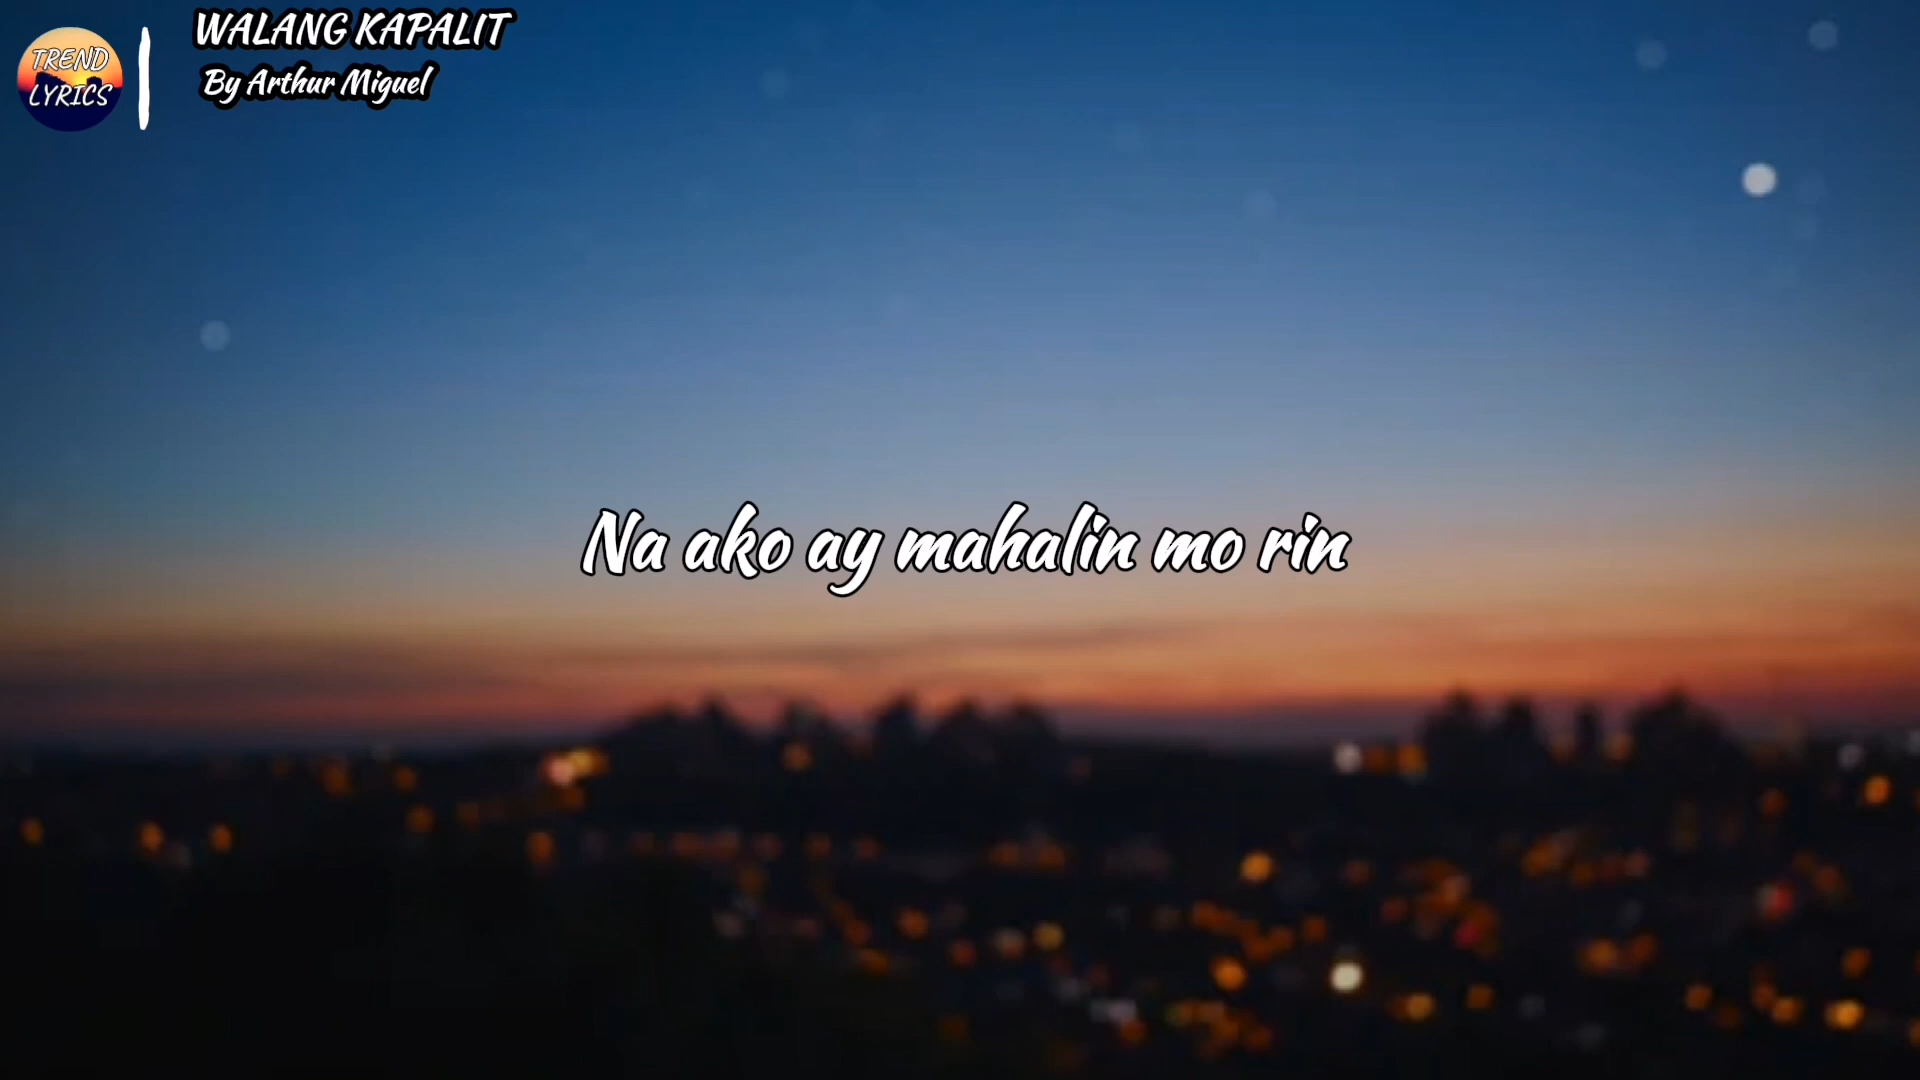 TREND
LYRICS
WALANG KAPALIT
By Arthur Miguel
Na ako ay mahalin mo rin